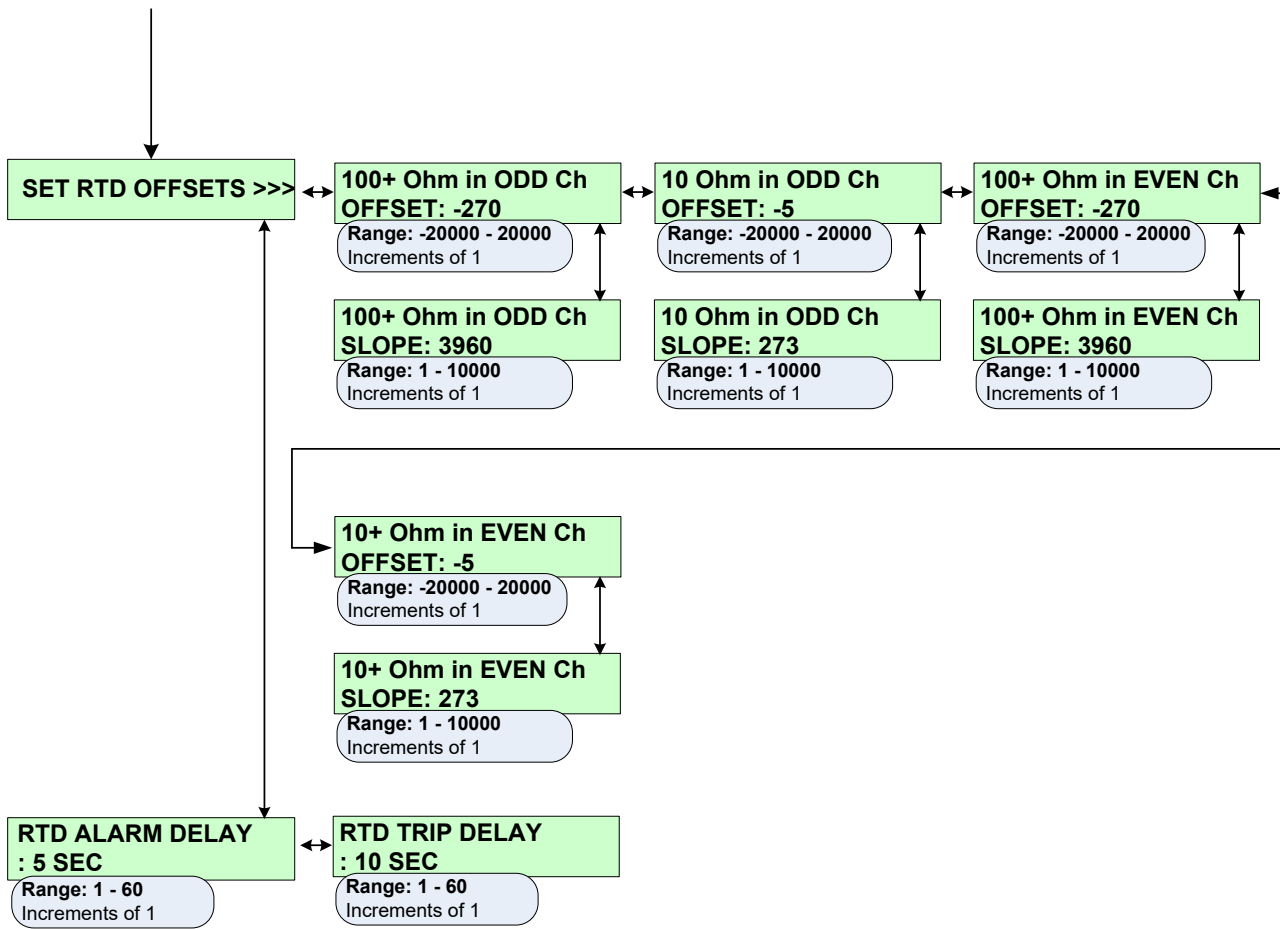 SET RTD OFFSETS >>>
100+ Ohm in ODD Ch
OFFSET: -270
Range: -20000 - 20000
Increments of 1
10 Ohm in ODD Ch
OFFSET: -5
Range: -20000 - 20000
Increments of 1
100+ Ohm in EVEN Ch
OFFSET: -270
Range: -20000 - 20000
Increments of 1
100+ Ohm in ODD Ch
SLOPE: 3960
Range: 1 - 10000
Increments of 1
10 Ohm in ODD Ch
SLOPE: 273
Range: 1 - 10000
Increments of 1
100+ Ohm in EVEN Ch
SLOPE: 3960
Range: 1 - 10000
Increments of 1
10+ Ohm in EVEN Ch
OFFSET: -5
Range: -20000 - 20000
Increments of 1
10+ Ohm in EVEN Ch
SLOPE: 273
Range: 1 - 10000
Increments of 1
RTD ALARM DELAY
: 5 SEC
Range: 1 - 60
Increments of 1
RTD TRIP DELAY
: 10 SEC
Range: 1 - 60
Increments of 1